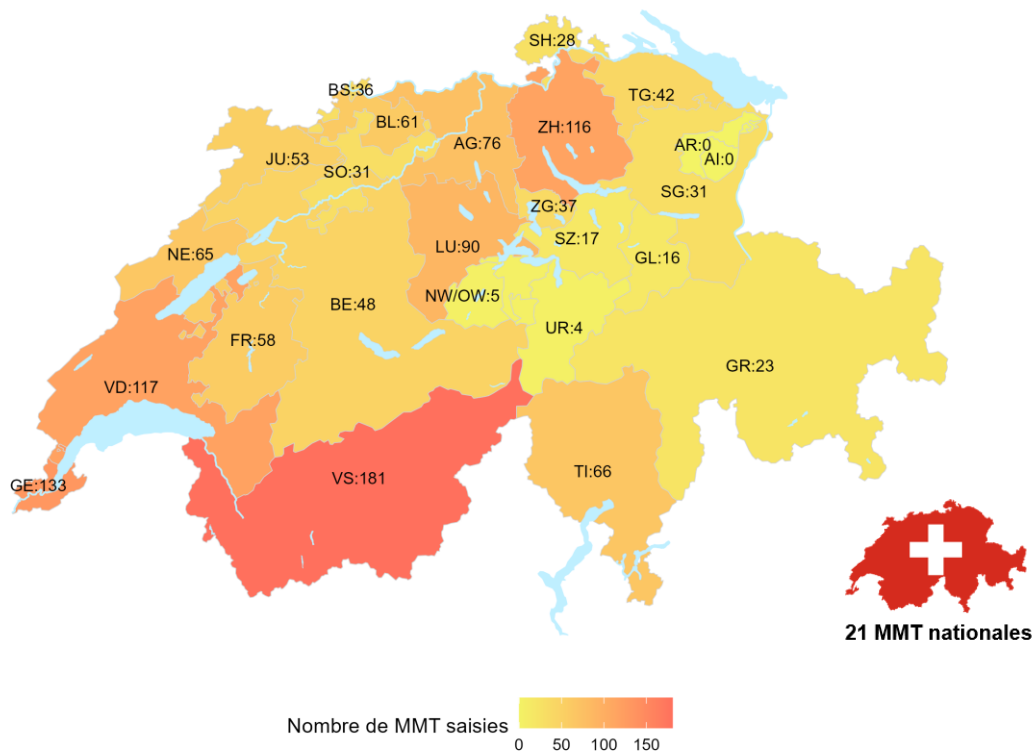 SH:28
BS:36
TG:42
BL:61
ZH:116
AG:76
AR:0
AI:0
JU:53
SO:31
SG:31
ZG:37
SZ:17
LU:90
NE:65
GL:16
NW/OW:5
BE:48
UR:4
FR:58
GR:23
VD:117
TI:66
VS:181
GE:133
21 MMT nationales
Nombre de MMT saisies
0 50 100 150